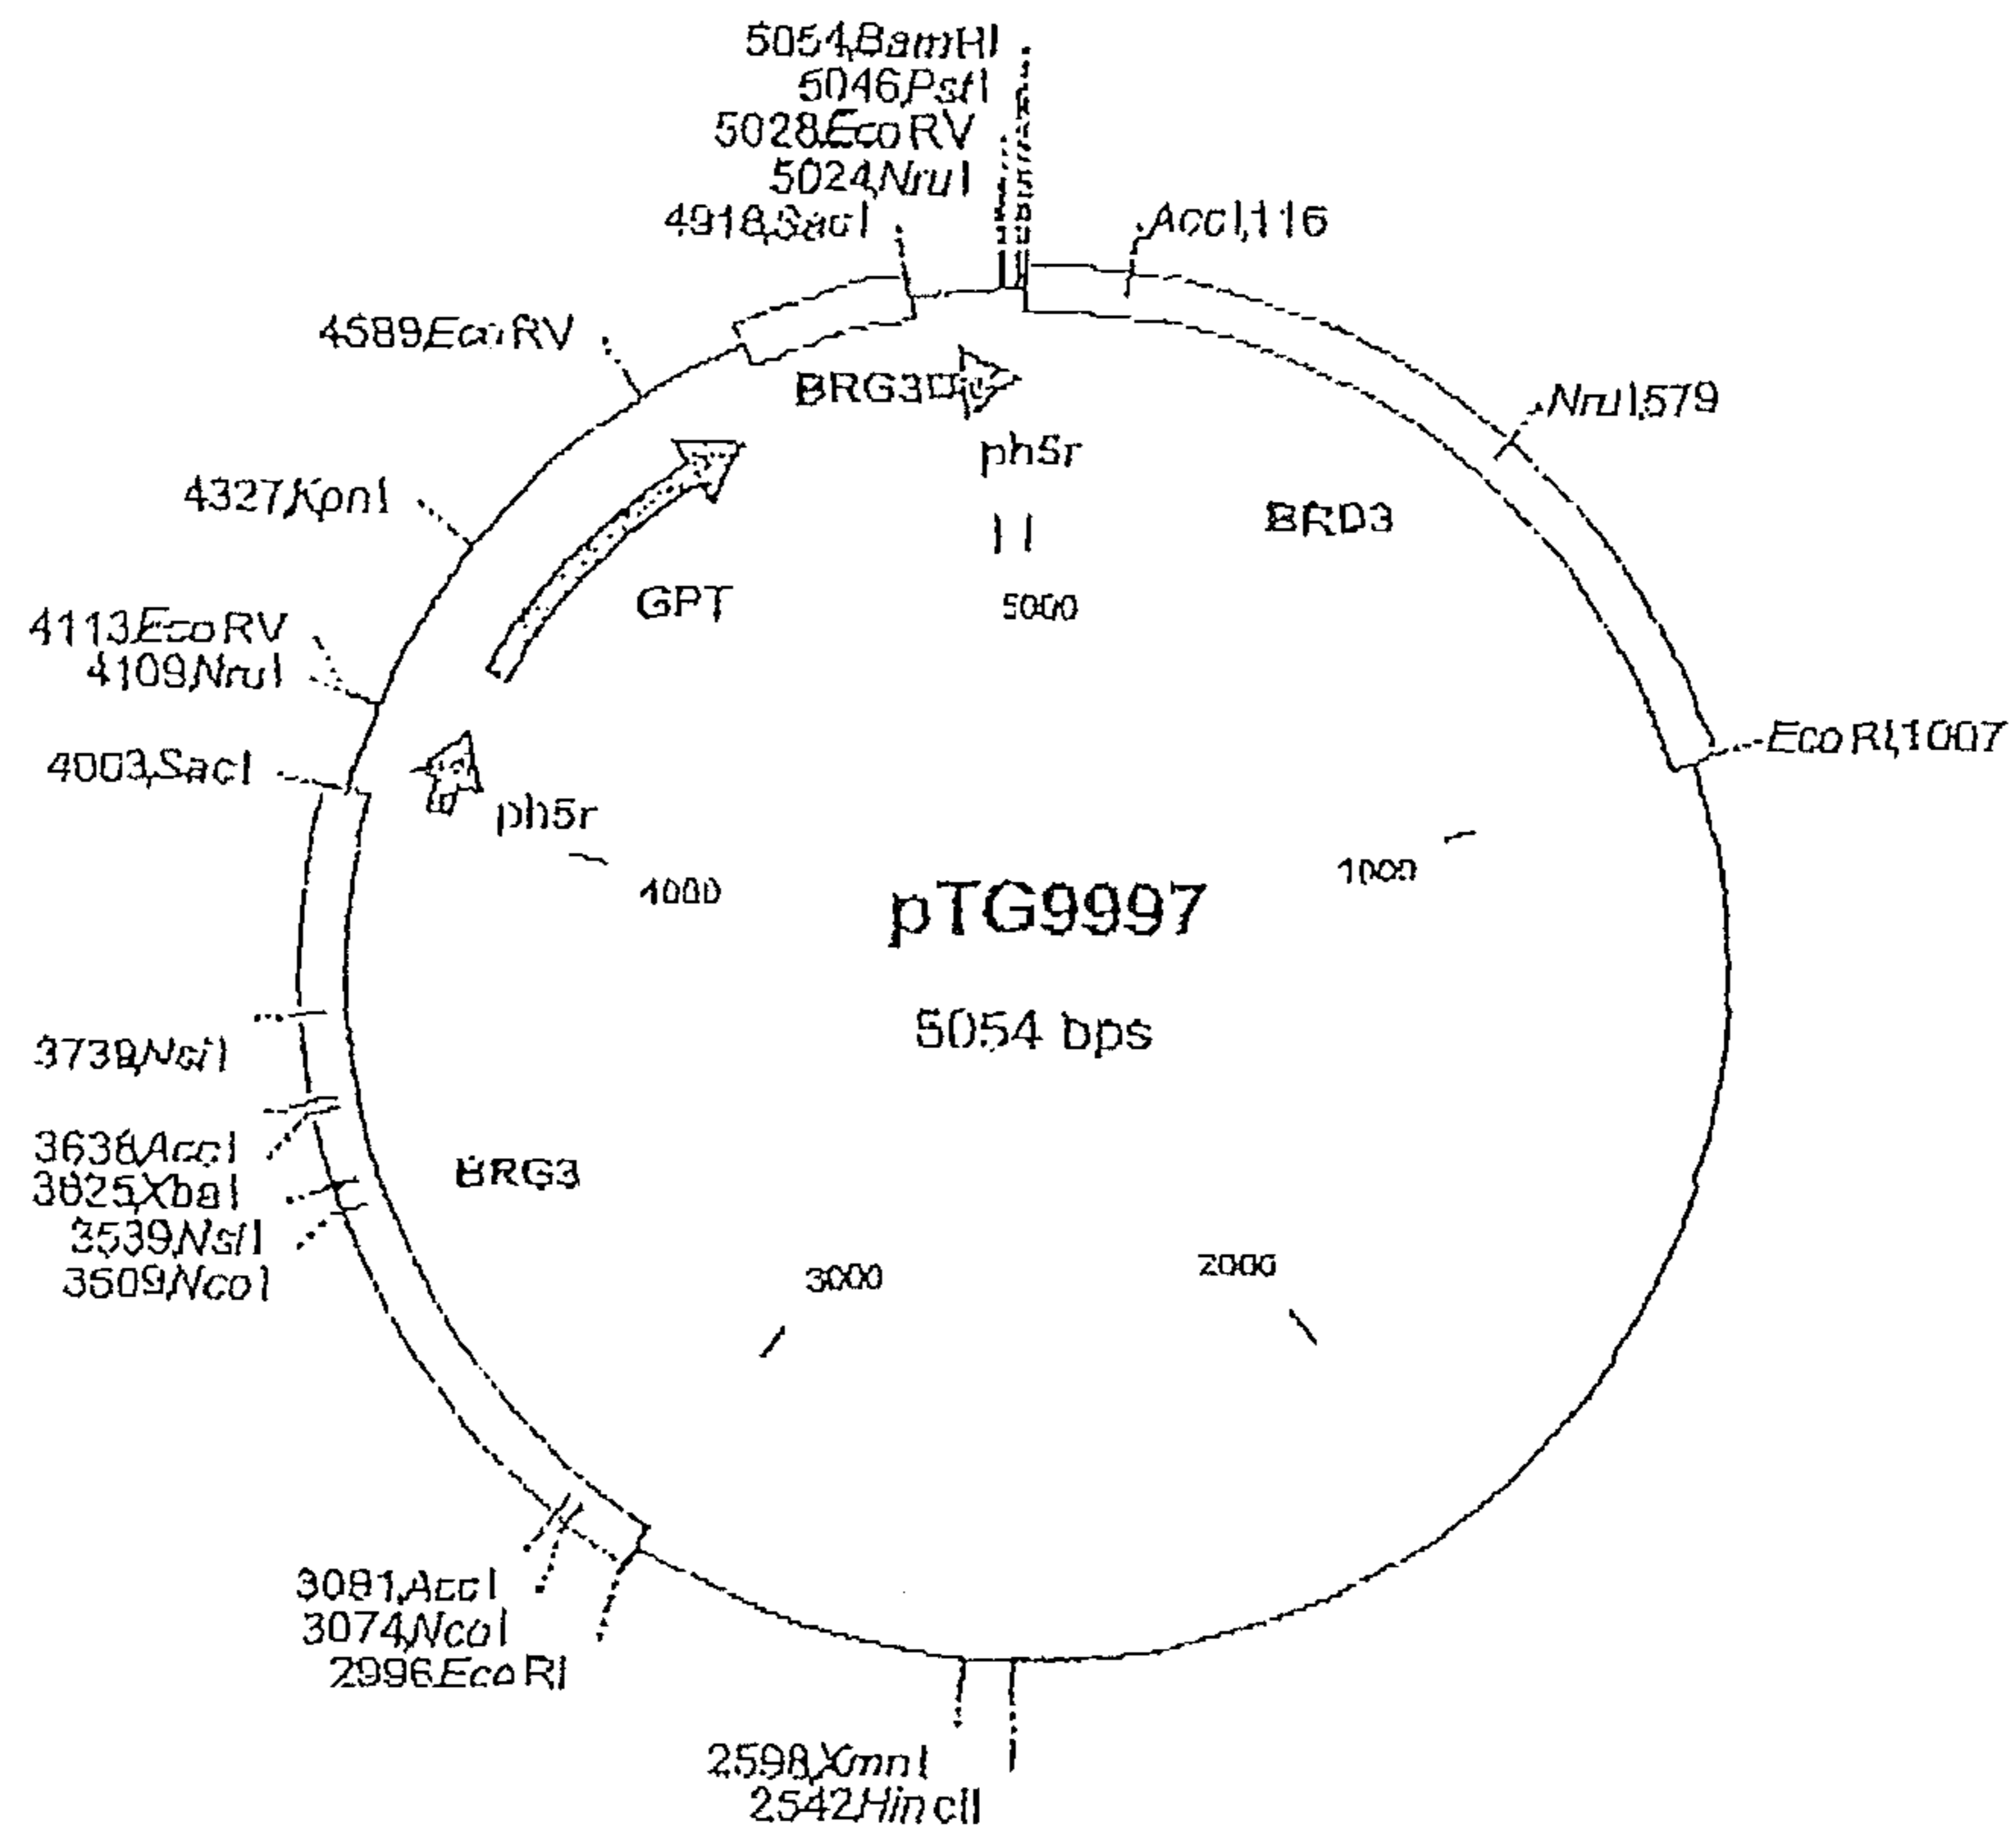 5054,BamHI
5046,PstI
5028,EcoRV
5024,NruI
4918,SacI
AccI,116
4589,EcoRV
BRG3
ph5r
NruI,579
4327,KpnI
BRD3
GPT
5000
4113,EcoRV
4109,NruI
4003,SacI
ph5r
EcoRI,1007
4000
1000
pTG9997
5054 bps
3739,NsiI
3638,AccI
3625,XbaI
3539,NsiI
3509,NcoI
BRG3
3000
2000
3081,AccI
3074,NcoI
2996,EcoRI
2598,XmnI
2542,HincII